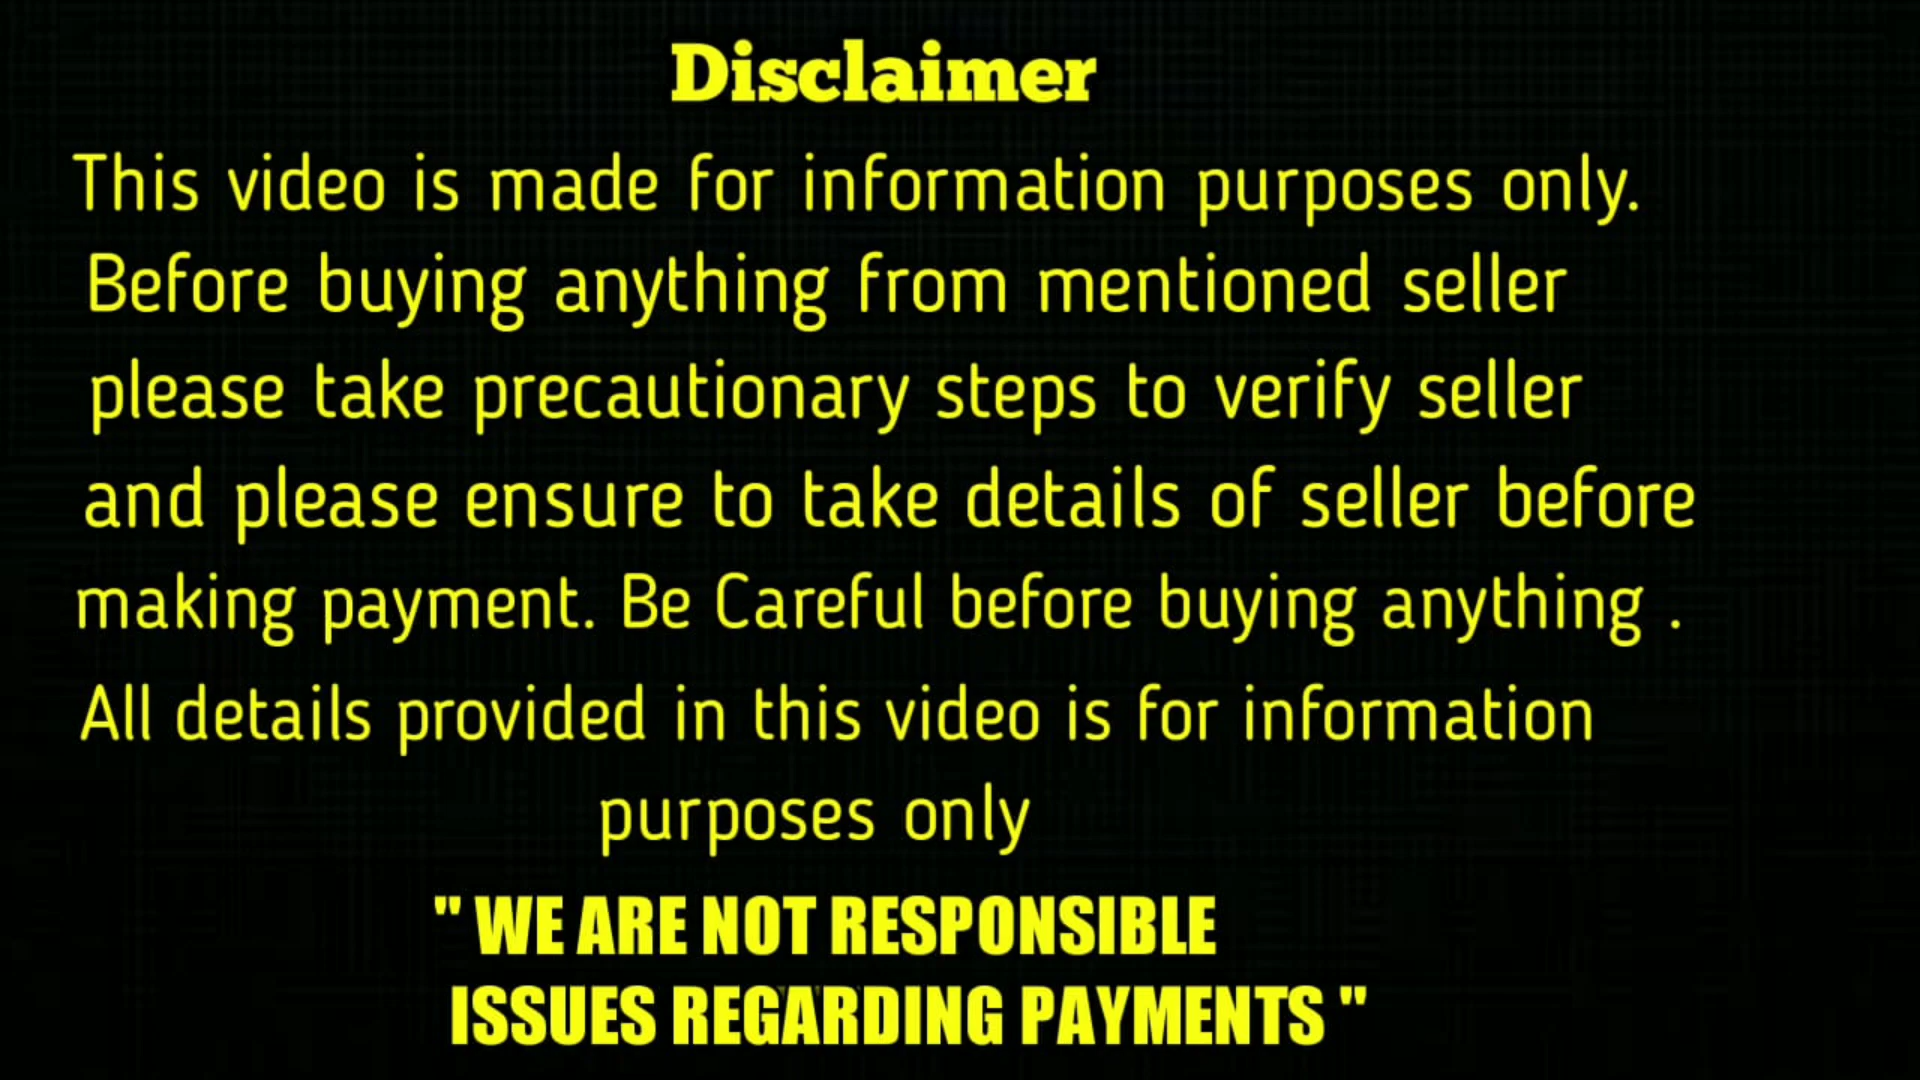 Disclaimer
This video is made for information purposes only.
Before buying anything from mentioned seller
please take precautionary steps to verify seller
and please ensure to take details of seller before
making payment. Be Careful before buying anything .
All details provided in this video is for information
purposes only
" WE ARE NOT RESPONSIBLE
ISSUES REGARDING PAYMENTS "